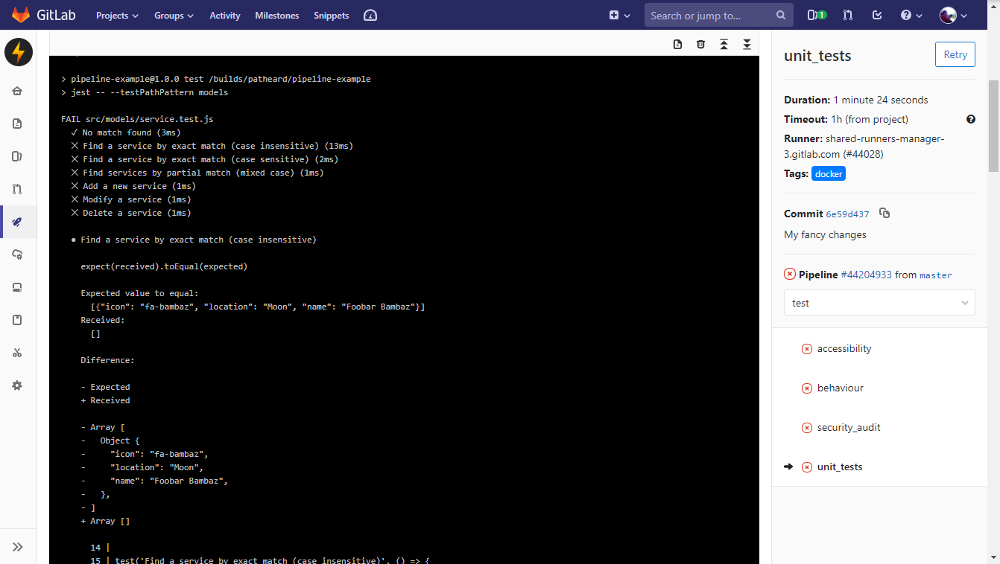 GitLab Projects Groups Activity Milestones Snippets Search or jump to... 1
> pipeline-example@1.0.0 test /builds/patheard/pipeline-example
> jest -- --testPathPattern models
FAIL src/models/service.test.js
✓ No match found (3ms)
✕ Find a service by exact match (case insensitive) (13ms)
✕ Find a service by exact match (case sensitive) (2ms)
✕ Find services by partial match (mixed case) (1ms)
✕ Add a new service (1ms)
✕ Modify a service (1ms)
✕ Delete a service (1ms)
● Find a service by exact match (case insensitive)
expect(received).toEqual(expected)
Expected value to equal:
[{"icon": "fa-bambaz", "location": "Moon", "name": "Foobar Bambaz"}]
Received:
[]
Difference:
- Expected
+ Received
- Array [
-   Object {
-     "icon": "fa-bambaz",
-     "location": "Moon",
-     "name": "Foobar Bambaz",
-   },
- ]
+ Array []
14 |
15 | test('Find a service by exact match (case insensitive)', () => {
unit_tests
Retry
Duration: 1 minute 24 seconds
Timeout: 1h (from project)
Runner: shared-runners-manager-
3.gitlab.com (#44028)
Tags: docker
Commit 6e59d437
My fancy changes
Pipeline #44204933 from master
test
accessibility
behaviour
security_audit
unit_tests